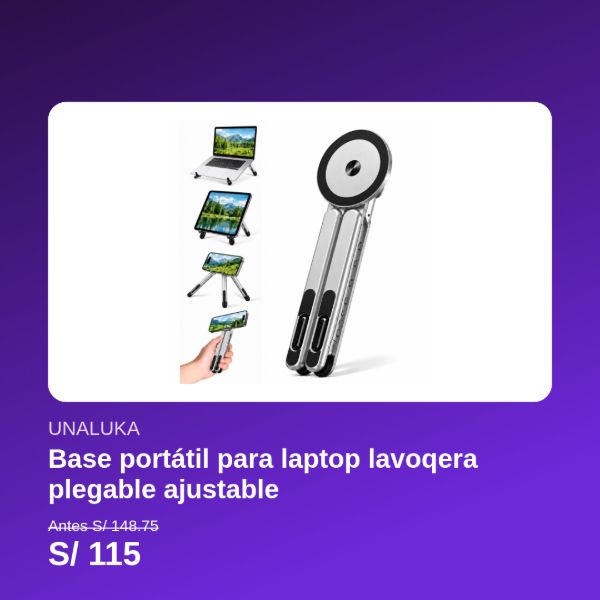 UNALUKA
Base portátil para laptop lavoqera
plegable ajustable
Antes S/ 148.75
S/ 115